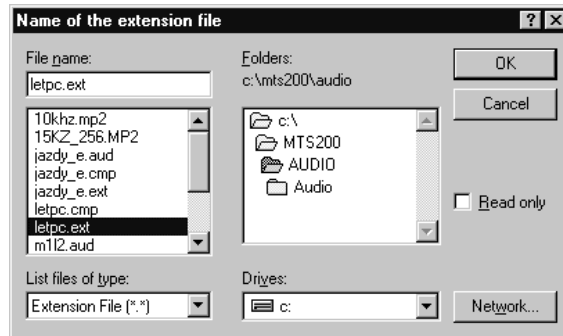 Name of the extension file
File name:
letpc.ext
10khz.mp2
15KZ_256.MP2
jazdy_e.aud
jazdy_e.cmp
jazdy_e.ext
letpc.cmp
letpc.ext
m1l2.aud
List files of type:
Extension File (*.*)
Folders:
c:\mts200\audio
c:\
MTS200
AUDIO
Audio
Drives:
c:
OK
Cancel
Read only
Network...